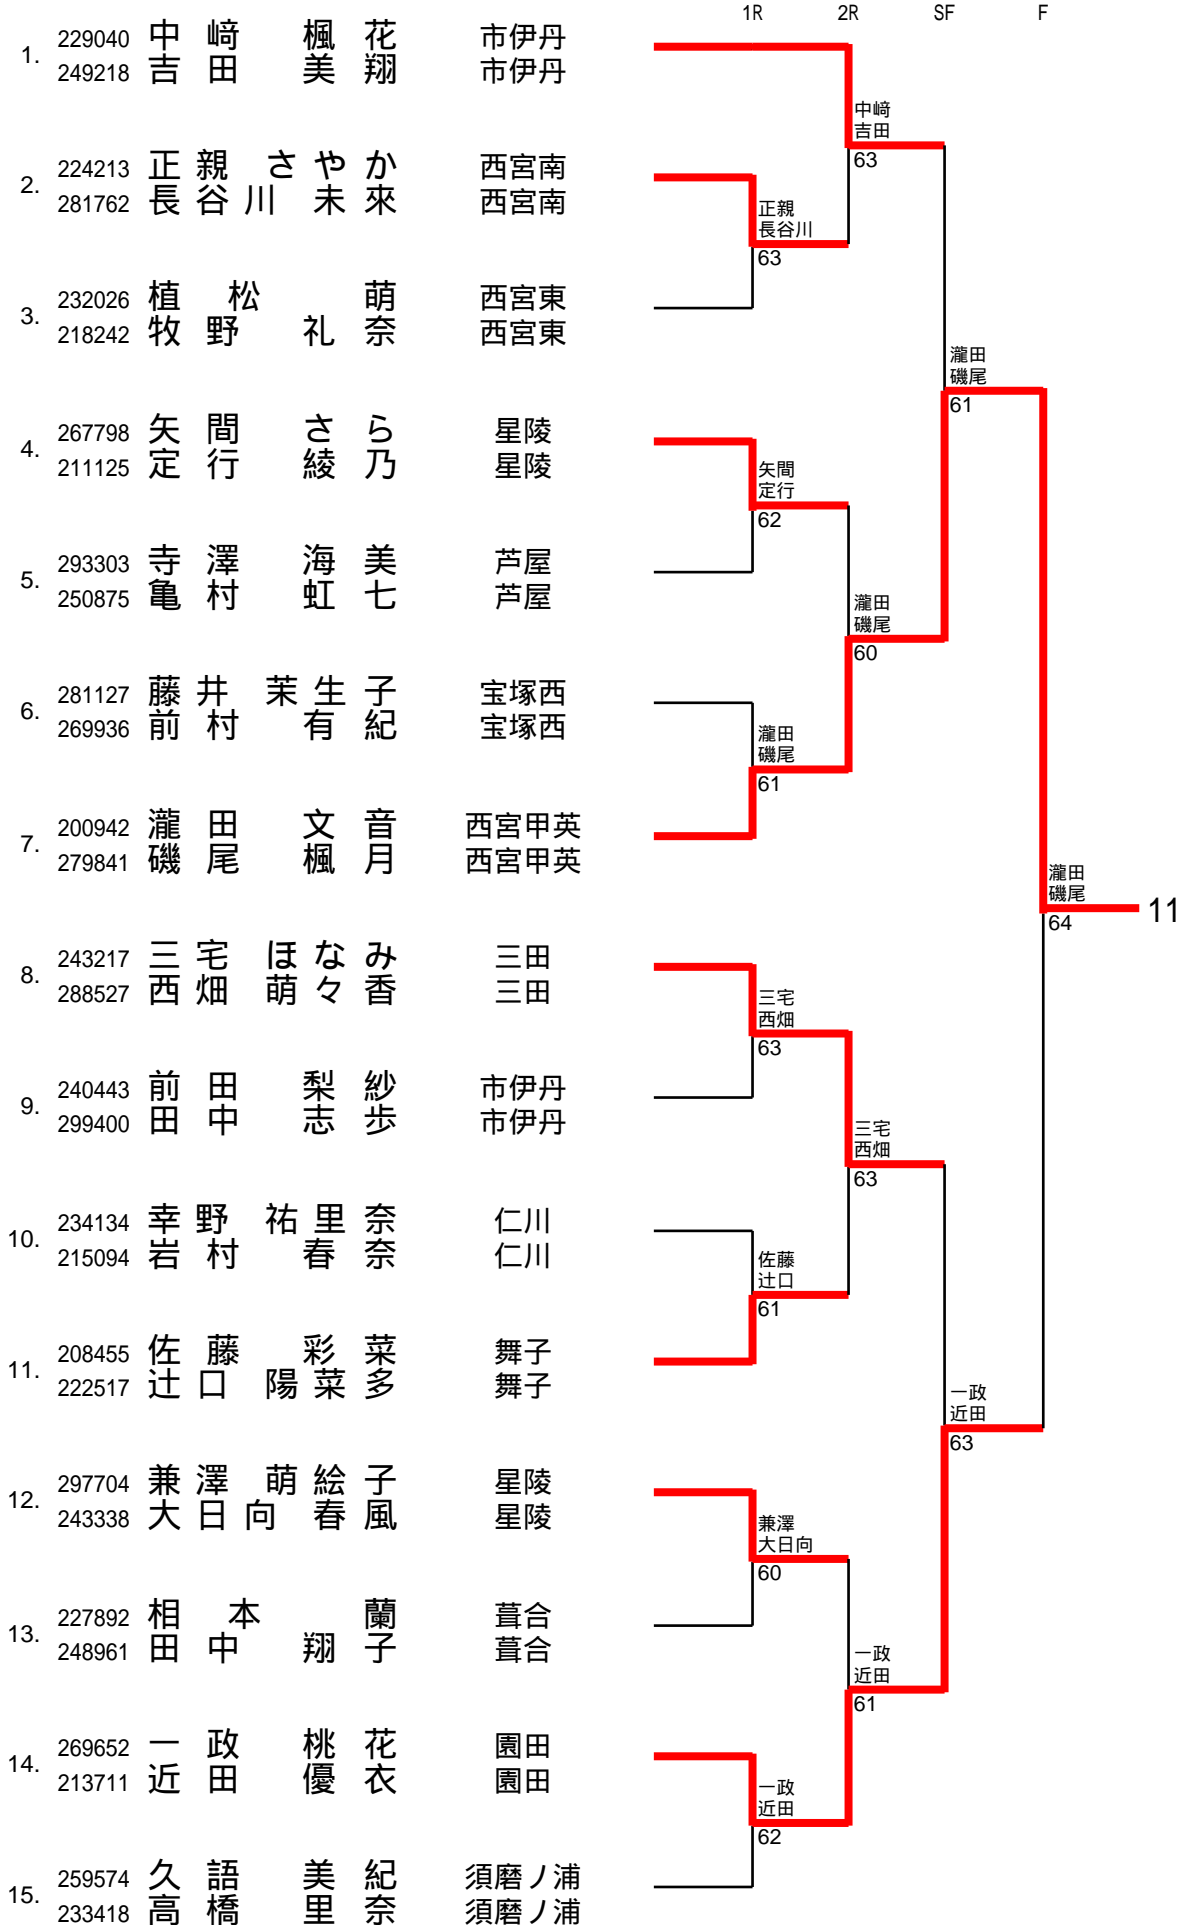 1R 2R SF F
1. 229040 中﨑 楓花 市伊丹
249218 吉田 美翔 市伊丹
中﨑
吉田
63
2. 224213 正親 さやか 西宮南
281762 長谷川 未來 西宮南
正親
長谷川
63
3. 232026 植松 萌 西宮東
218242 牧野 礼奈 西宮東
瀧田
磯尾
61
4. 267798 矢間 さら 星陵
211125 定行 綾乃 星陵
矢間
定行
62
5. 293303 寺澤 海美 芦屋
250875 亀村 虹七 芦屋
瀧田
磯尾
60
6. 281127 藤井 茉生子 宝塚西
269936 前村 有紀 宝塚西
瀧田
磯尾
61
7. 200942 瀧田 文音 西宮甲英
279841 磯尾 楓月 西宮甲英
瀧田
磯尾
64
11
8. 243217 三宅 ほなみ 三田
288527 西畑 萌々香 三田
三宅
西畑
63
9. 240443 前田 梨紗 市伊丹
299400 田中 志歩 市伊丹
三宅
西畑
63
10. 234134 幸野 祐里奈 仁川
215094 岩村 春奈 仁川
佐藤
辻口
61
11. 208455 佐藤 彩菜 舞子
222517 辻口 陽菜多 舞子
一政
近田
63
12. 297704 兼澤 萌絵子 星陵
243338 大日向 春風 星陵
兼澤
大日向
60
13. 227892 相本 蘭 葺合
248961 田中 翔子 葺合
一政
近田
61
14. 269652 一政 桃花 園田
213711 近田 優衣 園田
一政
近田
62
15. 259574 久語 美紀 須磨ノ浦
233418 高橋 里奈 須磨ノ浦